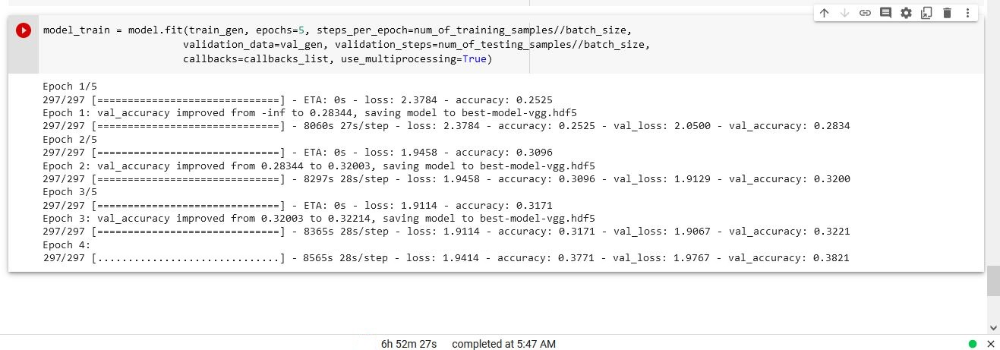 model_train = model.fit(train_gen, epochs=5, steps_per_epoch=num_of_training_samples//batch_size,
validation_data=val_gen, validation_steps=num_of_testing_samples//batch_size,
callbacks=callbacks_list, use_multiprocessing=True)
Epoch 1/5
297/297 [==============================] - ETA: 0s - loss: 2.3784 - accuracy: 0.2525
Epoch 1: val_accuracy improved from -inf to 0.28344, saving model to best-model-vgg.hdf5
297/297 [==============================] - 8060s 27s/step - loss: 2.3784 - accuracy: 0.2525 - val_loss: 2.0500 - val_accuracy: 0.2834
Epoch 2/5
297/297 [==============================] - ETA: 0s - loss: 1.9458 - accuracy: 0.3096
Epoch 2: val_accuracy improved from 0.28344 to 0.32003, saving model to best-model-vgg.hdf5
297/297 [==============================] - 8297s 28s/step - loss: 1.9458 - accuracy: 0.3096 - val_loss: 1.9129 - val_accuracy: 0.3200
Epoch 3/5
297/297 [==============================] - ETA: 0s - loss: 1.9114 - accuracy: 0.3171
Epoch 3: val_accuracy improved from 0.32003 to 0.32214, saving model to best-model-vgg.hdf5
297/297 [==============================] - 8365s 28s/step - loss: 1.9114 - accuracy: 0.3171 - val_loss: 1.9067 - val_accuracy: 0.3221
Epoch 4:
297/297 [..............................] - 8565s 28s/step - loss: 1.9414 - accuracy: 0.3771 - val_loss: 1.9767 - val_accuracy: 0.3821
6h 52m 27s completed at 5:47 AM